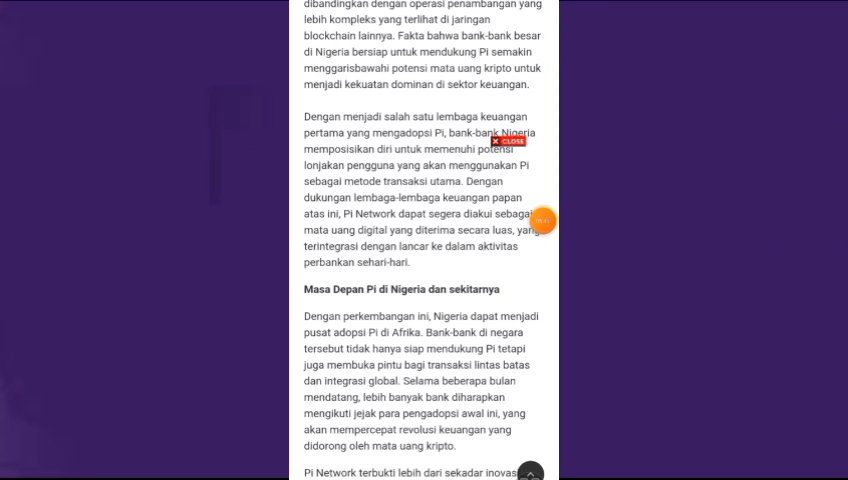 dibandingkan dengan operasi penambangan yang
lebih kompleks yang terlihat di jaringan
blockchain lainnya. Fakta bahwa bank-bank besar
di Nigeria bersiap untuk mendukung Pi semakin
menggarisbawahi potensi mata uang kripto untuk
menjadi kekuatan dominan di sektor keuangan.
Dengan menjadi salah satu lembaga keuangan
pertama yang mengadopsi Pi, bank-bank Nigeria
X CLOSE
memposisikan diri untuk memenuhi potensi
lonjakan pengguna yang akan menggunakan Pi
sebagai metode transaksi utama. Dengan
dukungan lembaga-lembaga keuangan papan
atas ini, Pi Network dapat segera diakui sebagai
mata uang digital yang diterima secara luas, yang
terintegrasi dengan lancar ke dalam aktivitas
perbankan sehari-hari.
Masa Depan Pi di Nigeria dan sekitarnya
Dengan perkembangan ini, Nigeria dapat menjadi
pusat adopsi Pi di Afrika. Bank-bank di negara
tersebut tidak hanya siap mendukung Pi tetapi
juga membuka pintu bagi transaksi lintas batas
dan integrasi global. Selama beberapa bulan
mendatang, lebih banyak bank diharapkan
mengikuti jejak para pengadopsi awal ini, yang
akan mempercepat revolusi keuangan yang
didorong oleh mata uang kripto.
Pi Network terbukti lebih dari sekadar inovas